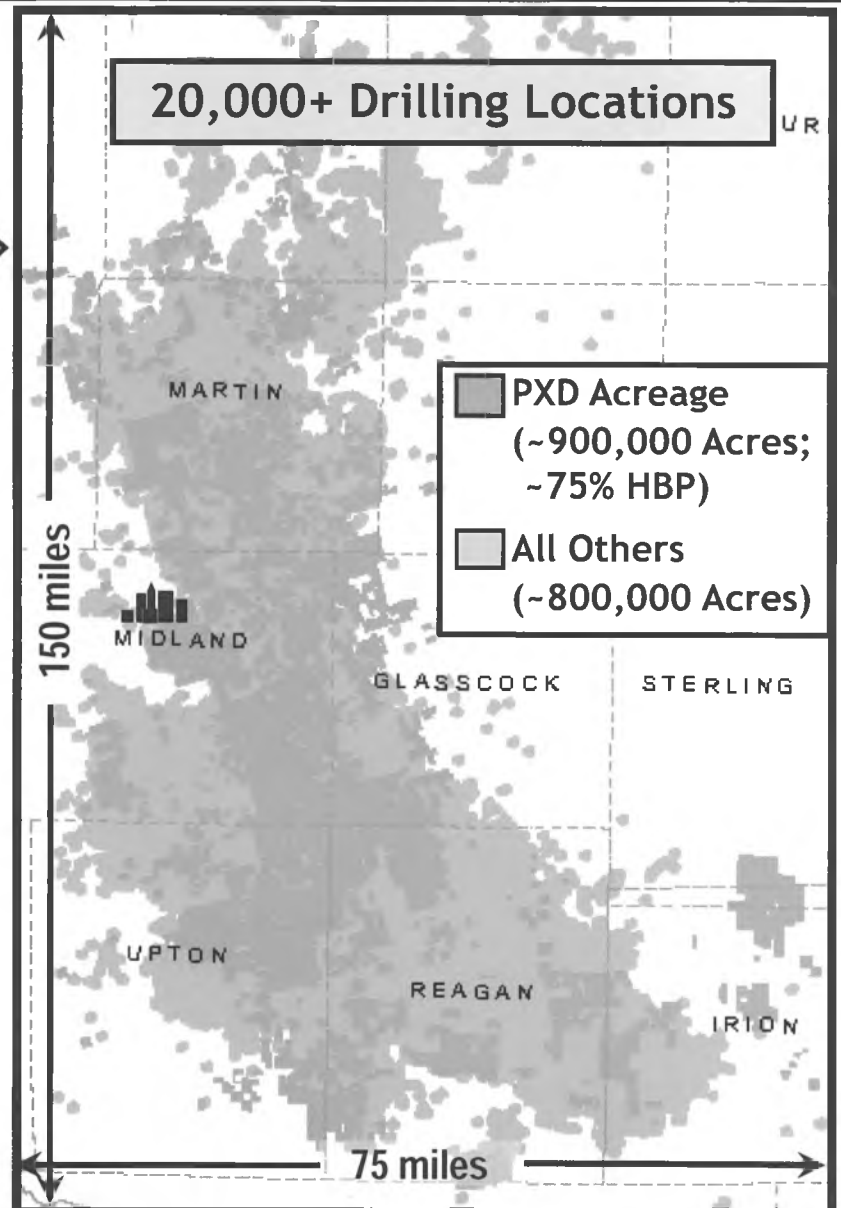 20,000+ Drilling Locations
UR
MARTIN
PXD Acreage
(~900,000 Acres;
~75% HBP)
All Others
(~800,000 Acres)
150 miles
MIDLAND
GLASSCOCK
STERLING
UPTON
REAGAN
IRION
75 miles